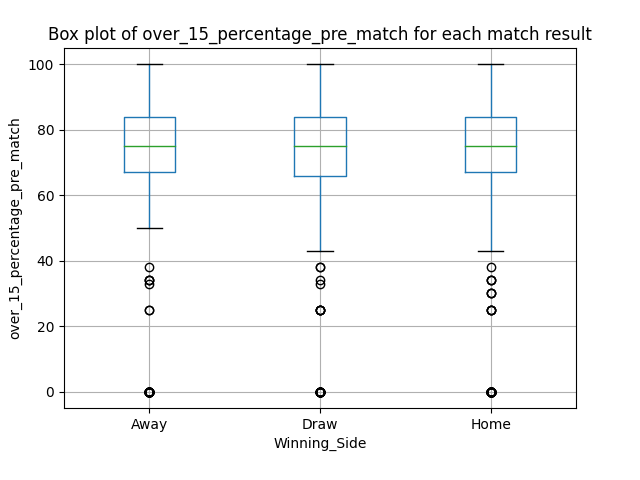 Box plot of over_15_percentage_pre_match for each match result
over_15_percentage_pre_match
100
80
60
40
20
0
Away Draw Home
Winning_Side